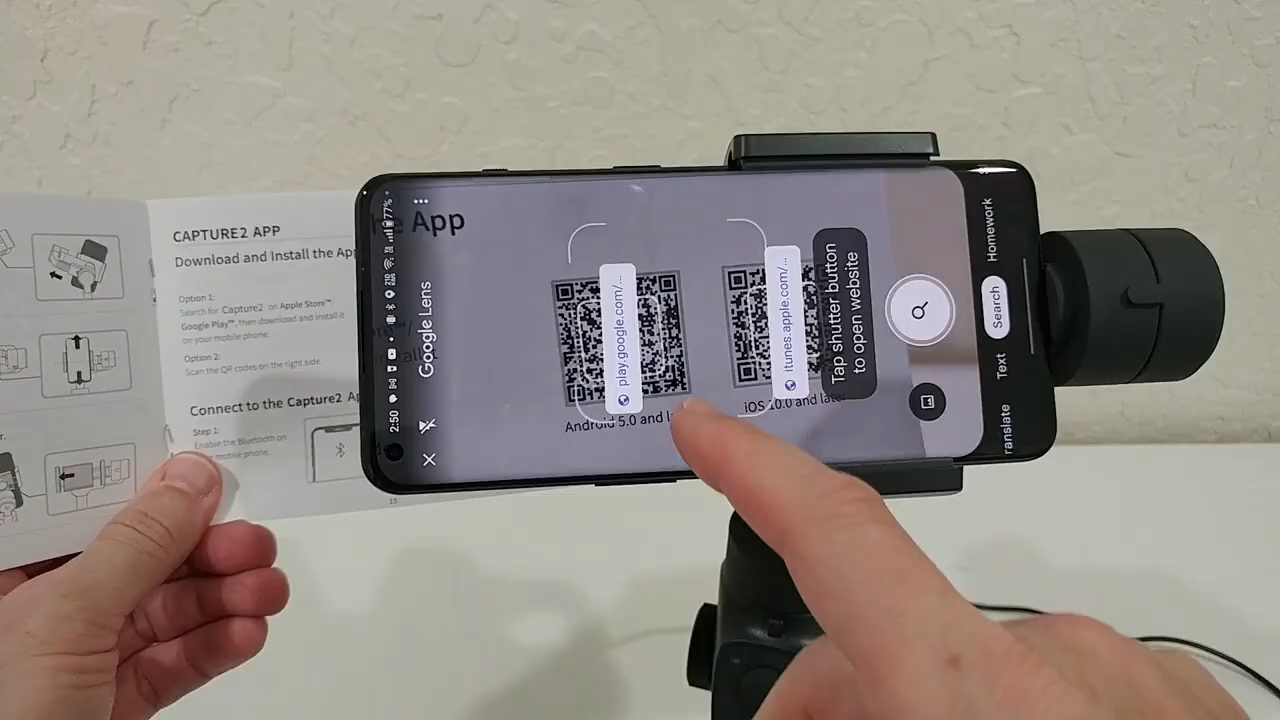 CAPTURE2 APP
Download and Install the Ap
Option 1:
Search for Capture2 on Apple Store™/
Google Play™, then download and install it
on your mobile phone.
Option 2:
Scan the QR codes on the right side.
Connect to the Capture2 Ap
Step 1:
Enable the Bluetooth on
mobile phone.
13
r.
App
2:50
77%
Google Lens
play.google.com/...
itunes.apple.com/...
Android 5.0 and l
iOS 10.0 and late
Tap shutter button
to open website
Homework
Search
Text
ranslate